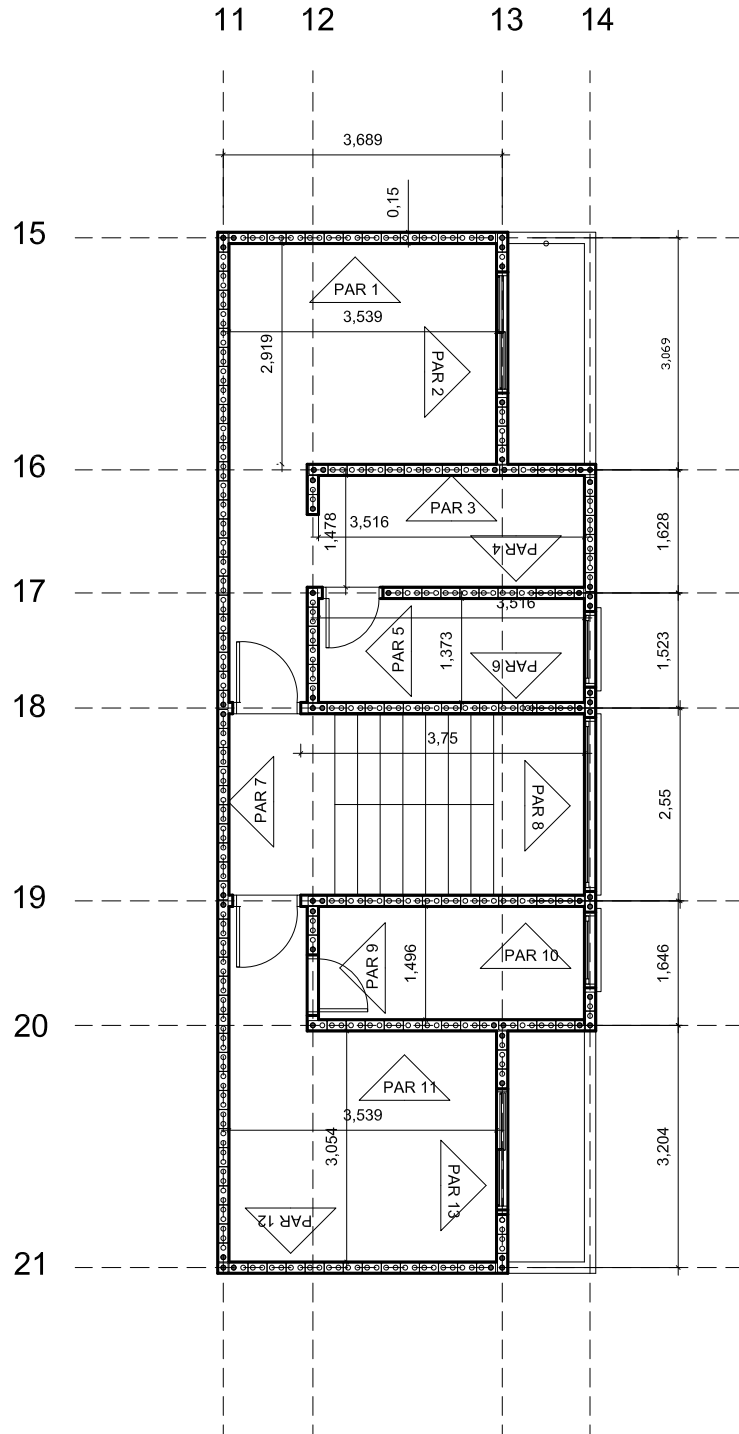 11 12 13 14
3,689
0,15
15
PAR 1
3,539
2,919
PAR 2
3,069
16
PAR 3
1,478
3,516
PAR 4
1,628
17
3,516
PAR 5
1,373
PAR 6
1,523
18
3,75
PAR 7
PAR 8
2,55
19
PAR 9
1,496
PAR 10
1,646
20
PAR 11
3,539
3,054
PAR 13
3,204
PAR 12
21